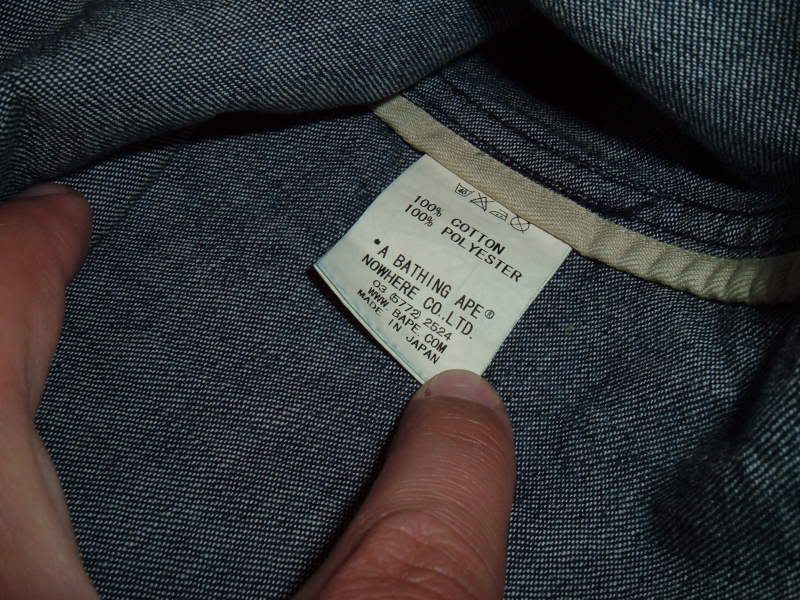 100% COTTON
100% POLYESTER
• A BATHING APE®
NOWHERE CO.,LTD.
03 (5772) 2524
WWW.BAPE.COM
MADE IN JAPAN